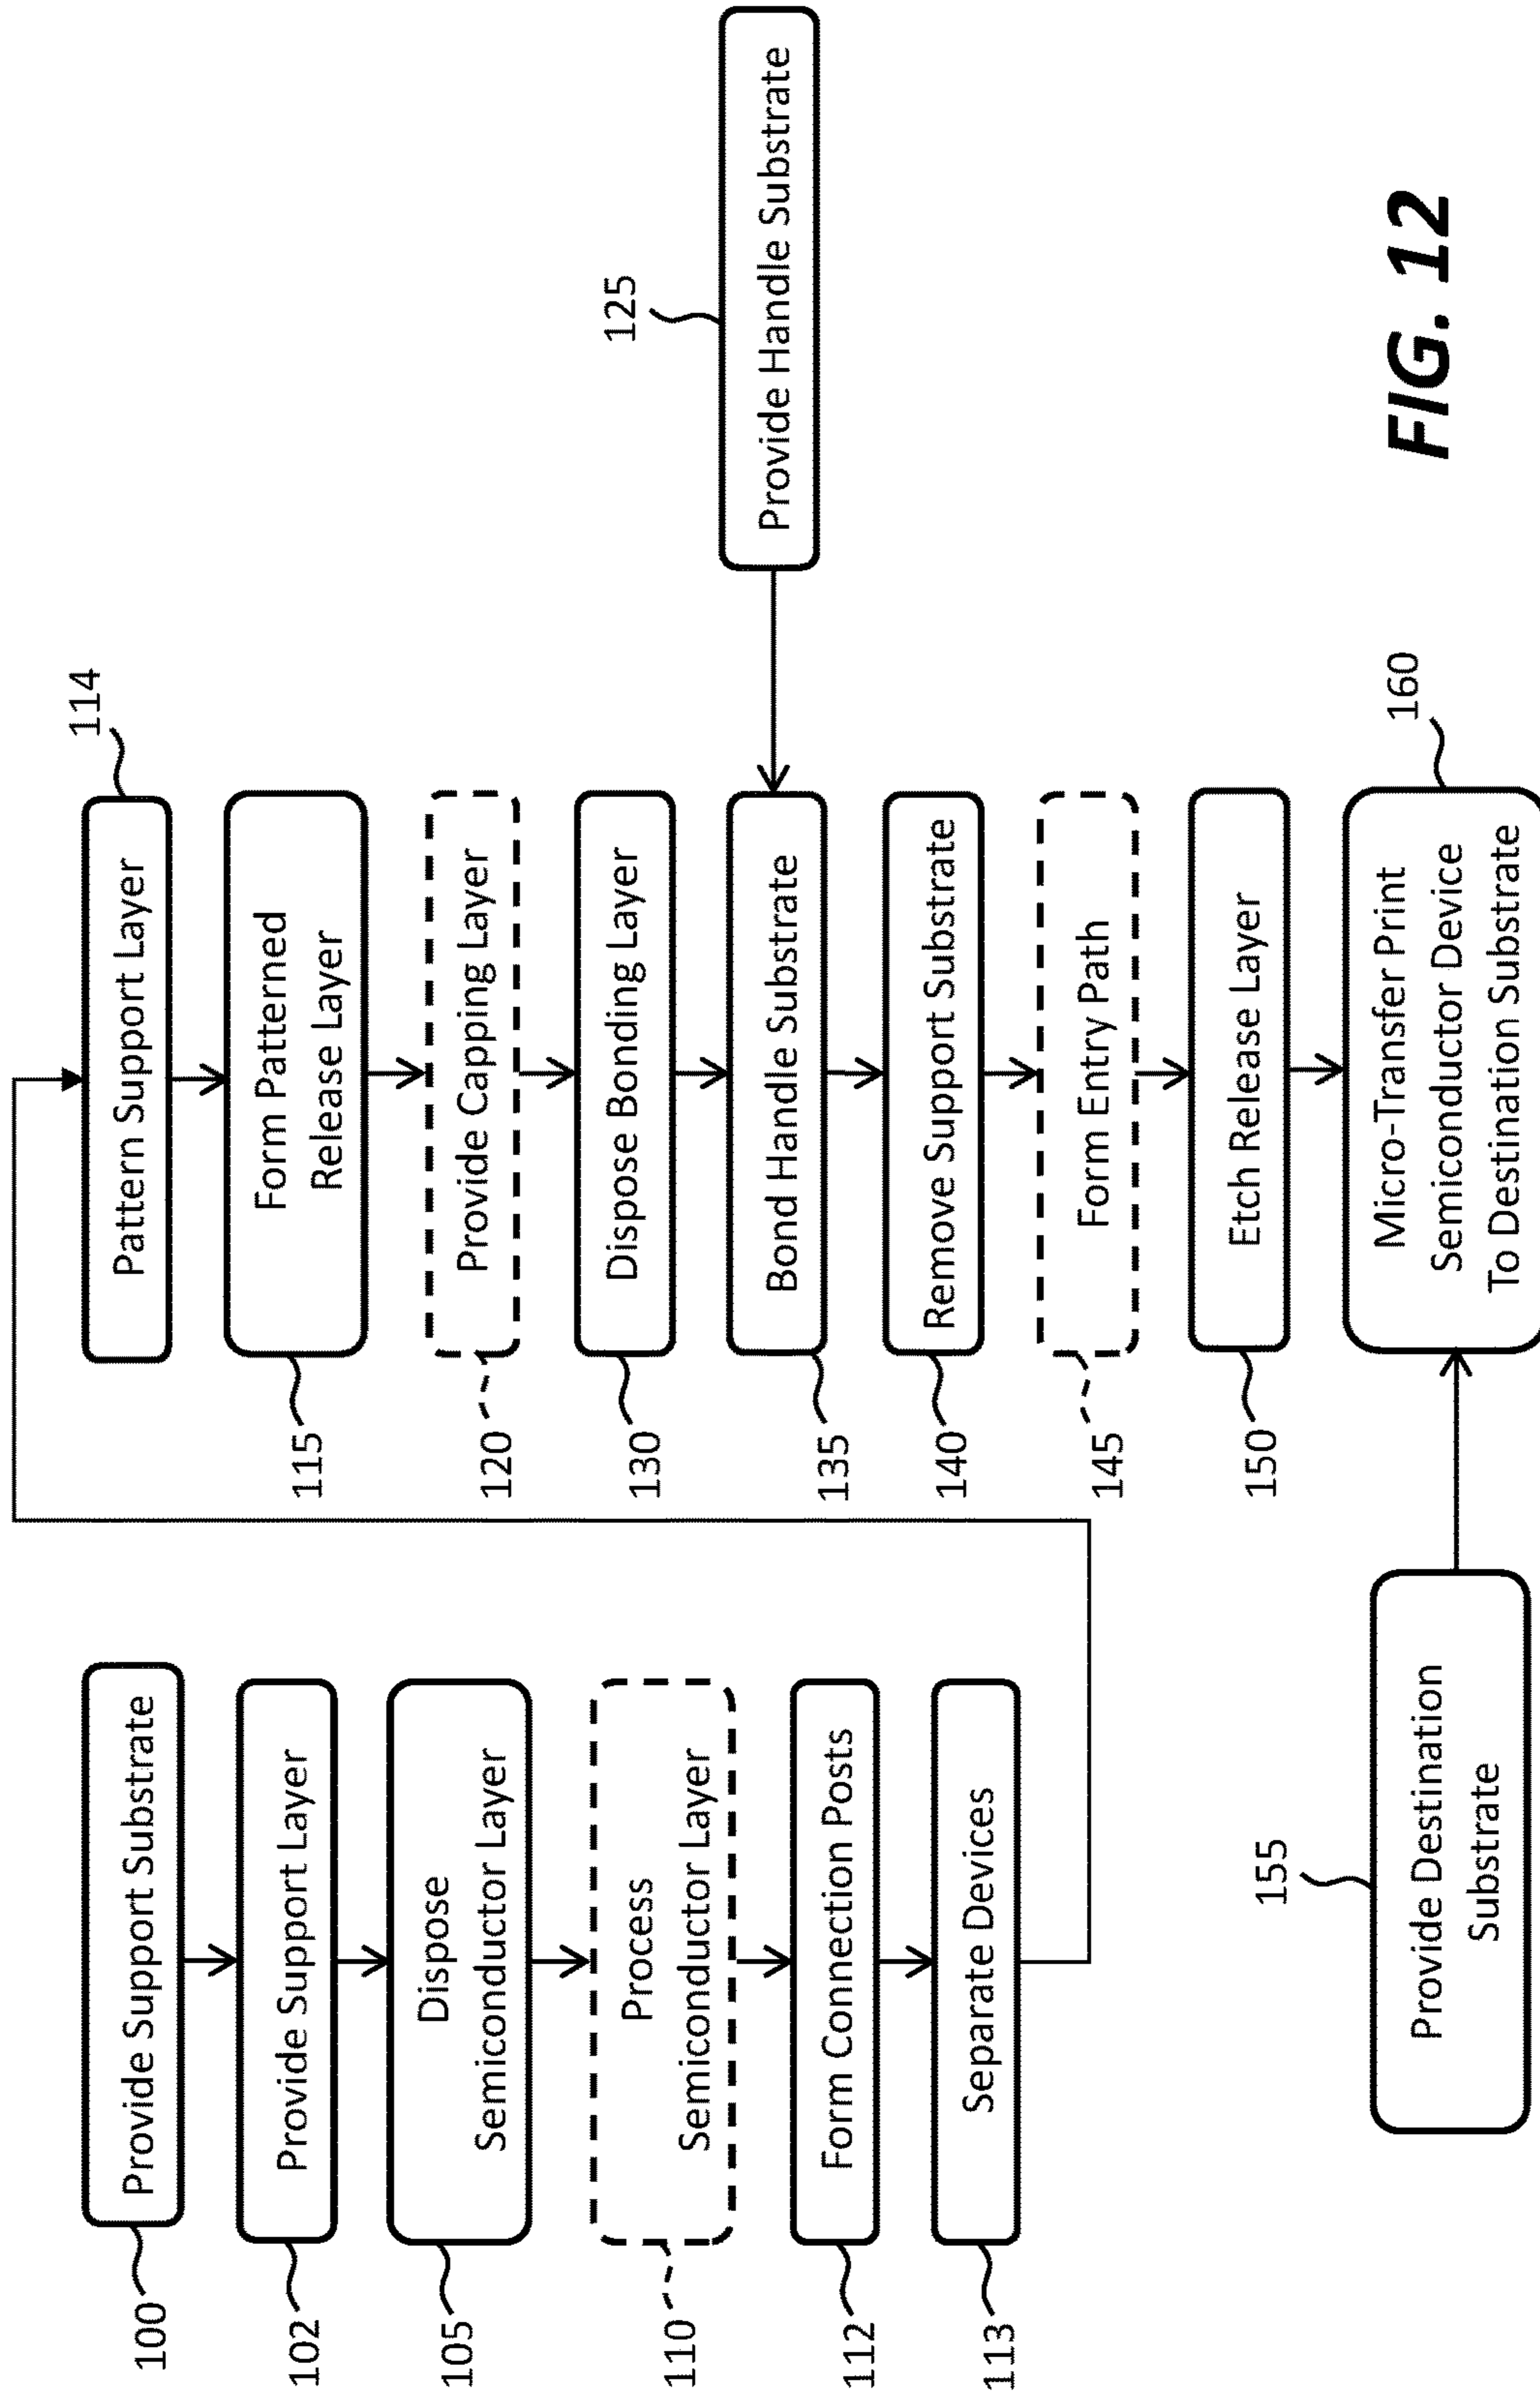 100
Provide Support Substrate
102
Provide Support Layer
105
Dispose
Semiconductor Layer
110
Process
Semiconductor Layer
112
Form Connection Posts
113
Separate Devices
114
Pattern Support Layer
115
Form Patterned
Release Layer
120
Provide Capping Layer
130
Dispose Bonding Layer
125
Provide Handle Substrate
135
Bond Handle Substrate
140
Remove Support Substrate
145
Form Entry Path
150
Etch Release Layer
155
Provide Destination
Substrate
160
Micro-Transfer Print
Semiconductor Device
To Destination Substrate
FIG. 12